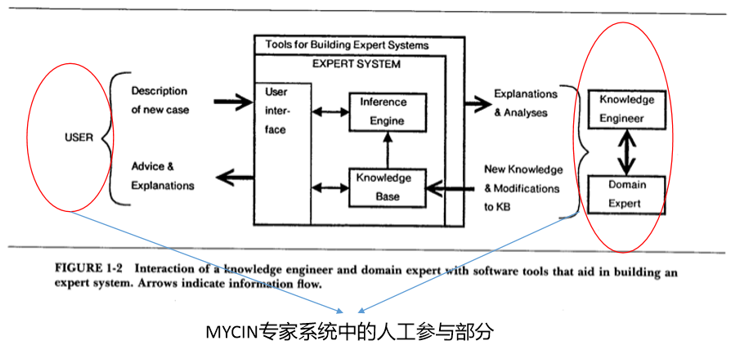 Tools for Building Expert Systems
EXPERT SYSTEM
USER
Description
of new case
Advice &
Explanations
User
inter-
face
Inference
Engine
Knowledge
Base
Explanations
& Analyses
New Knowledge
& Modifications
to KB
Knowledge
Engineer
Domain
Expert
FIGURE 1-2 Interaction of a knowledge engineer and domain expert with software tools that aid in building an
expert system. Arrows indicate information flow.
MYCIN专家系统中的人工参与部分